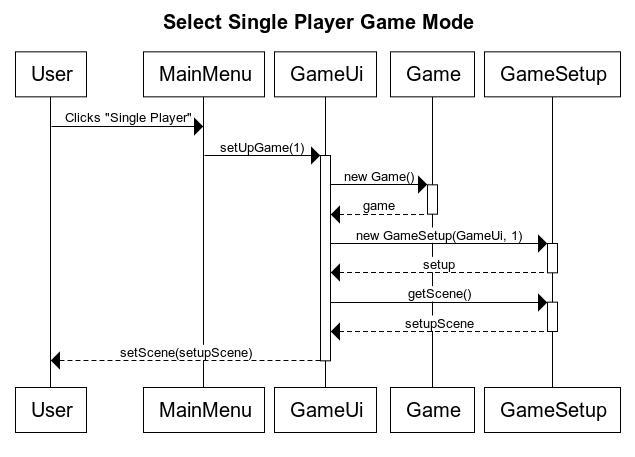 Select Single Player Game Mode
User
MainMenu
GameUi
Game
GameSetup
Clicks "Single Player"
setUpGame(1)
new Game()
game
new GameSetup(GameUi, 1)
setup
getScene()
setupScene
setScene(setupScene)
User
MainMenu
GameUi
Game
GameSetup